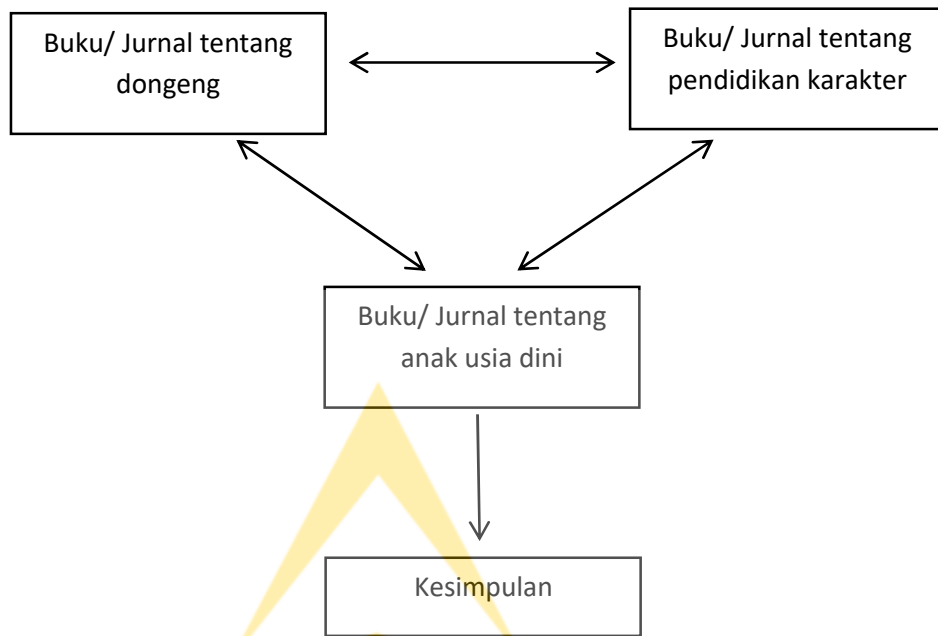 Buku/ Jurnal tentang
dongeng
Buku/ Jurnal tentang
pendidikan karakter
Buku/ Jurnal tentang
anak usia dini
Kesimpulan